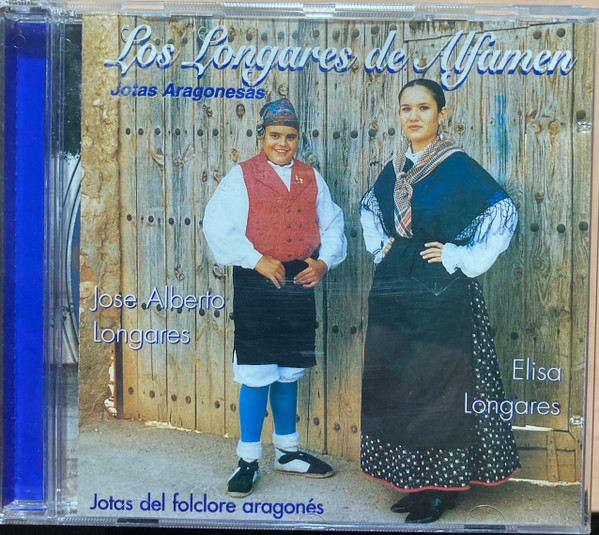 Los Longares de Alfamen
Jotas Aragonesas
Jose Alberto
Longares
Elisa
Longares
Jotas del folclore aragonés